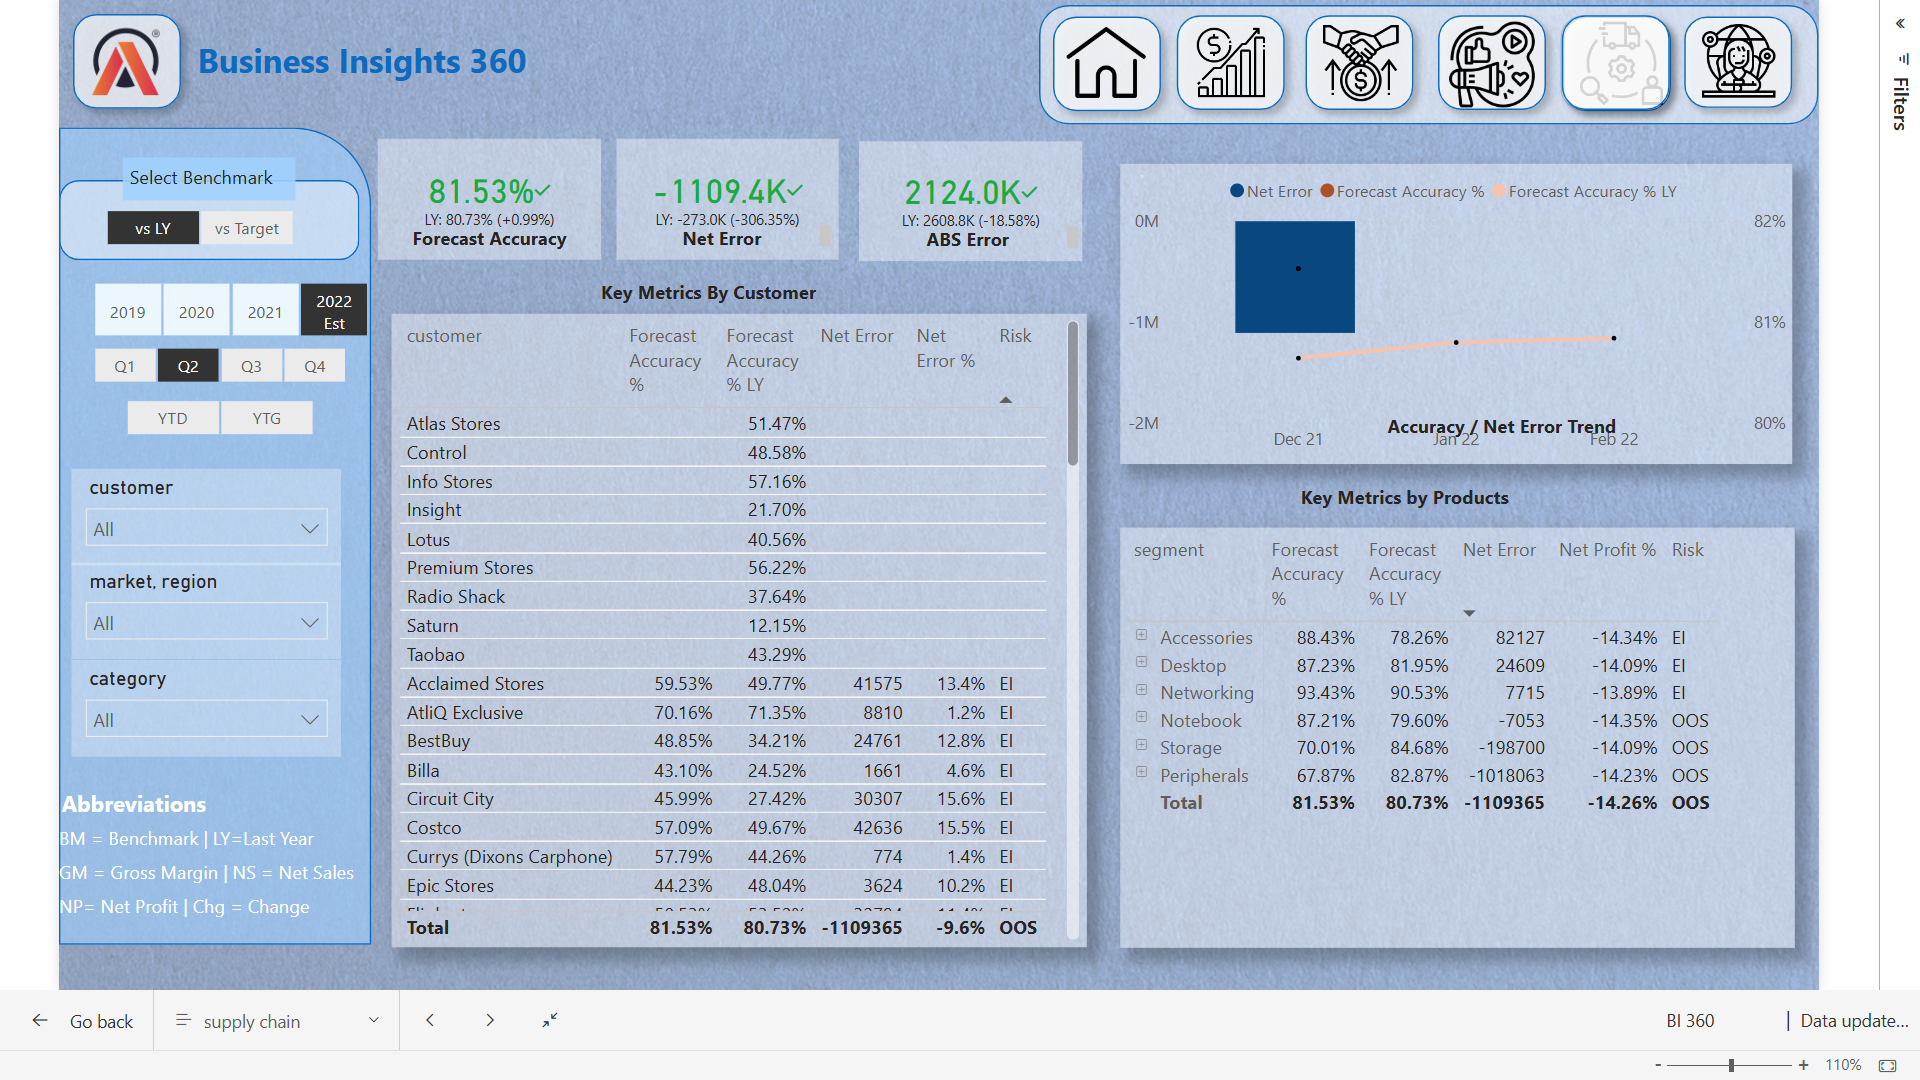 Business Insights 360
Filters
Select Benchmark
vs LY
vs Target
2019
2020
2021
2022 Est
Q1
Q2
Q3
Q4
YTD
YTG
customer
All
market, region
All
category
All
Abbreviations
BM = Benchmark | LY=Last Year
GM = Gross Margin | NS = Net Sales
NP= Net Profit | Chg = Change
81.53%
LY: 80.73% (+0.99%)
Forecast Accuracy
-1109.4K
LY: -273.0K (-306.35%)
Net Error
2124.0K
LY: 2608.8K (-18.58%)
ABS Error
Key Metrics By Customer
customer Forecast Accuracy % Forecast Accuracy % LY Net Error Net Error % Risk
Atlas Stores 51.47%
Control 48.58%
Info Stores 57.16%
Insight 21.70%
Lotus 40.56%
Premium Stores 56.22%
Radio Shack 37.64%
Saturn 12.15%
Taobao 43.29%
Acclaimed Stores 59.53% 49.77% 41575 13.4% EI
AtliQ Exclusive 70.16% 71.35% 8810 1.2% EI
BestBuy 48.85% 34.21% 24761 12.8% EI
Billa 43.10% 24.52% 1661 4.6% EI
Circuit City 45.99% 27.42% 30307 15.6% EI
Costco 57.09% 49.67% 42636 15.5% EI
Currys (Dixons Carphone) 57.79% 44.26% 774 1.4% EI
Epic Stores 44.23% 48.04% 3624 10.2% EI
Total 81.53% 80.73% -1109365 -9.6% OOS
Net Error Forecast Accuracy % Forecast Accuracy % LY
0M 82%
-1M 81%
-2M 80%
Accuracy / Net Error Trend
Dec 21 Jan 22 Feb 22
Key Metrics by Products
segment Forecast Accuracy % Forecast Accuracy % LY Net Error Net Profit % Risk
Accessories 88.43% 78.26% 82127 -14.34% EI
Desktop 87.23% 81.95% 24609 -14.09% EI
Networking 93.43% 90.53% 7715 -13.89% EI
Notebook 87.21% 79.60% -7053 -14.35% OOS
Storage 70.01% 84.68% -198700 -14.09% OOS
Peripherals 67.87% 82.87% -1018063 -14.23% OOS
Total 81.53% 80.73% -1109365 -14.26% OOS
Go back
supply chain
BI 360 | Data update...
- + 110%